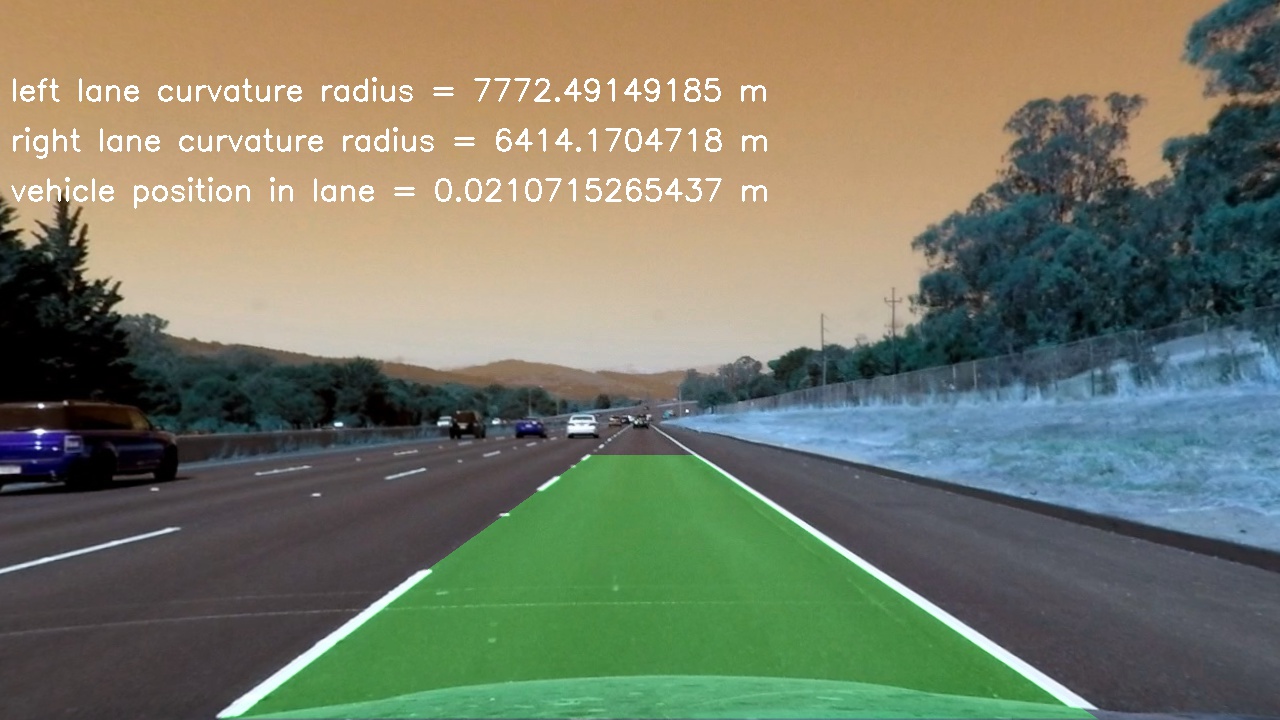 left lane curvature radius = 7772.49149185 m
right lane curvature radius = 6414.1704718 m
vehicle position in lane = 0.0210715265437 m